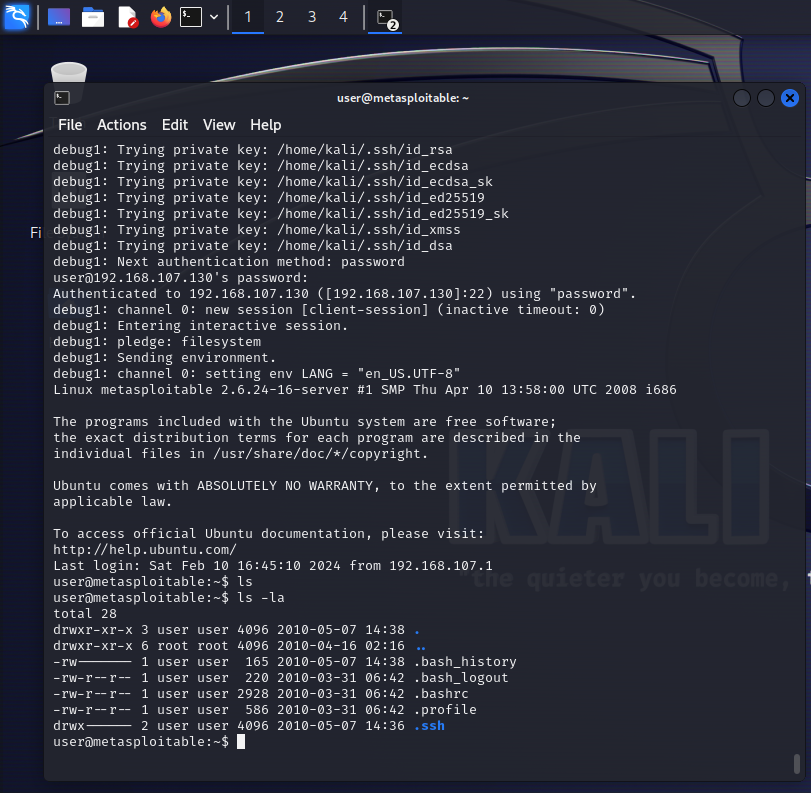 1 2 3 4 2
user@metasploitable: ~
File Actions Edit View Help
debug1: Trying private key: /home/kali/.ssh/id_rsa
debug1: Trying private key: /home/kali/.ssh/id_ecdsa
debug1: Trying private key: /home/kali/.ssh/id_ecdsa_sk
debug1: Trying private key: /home/kali/.ssh/id_ed25519
debug1: Trying private key: /home/kali/.ssh/id_ed25519_sk
debug1: Trying private key: /home/kali/.ssh/id_xmss
debug1: Trying private key: /home/kali/.ssh/id_dsa
debug1: Next authentication method: password
user@192.168.107.130's password:
Authenticated to 192.168.107.130 ([192.168.107.130]:22) using "password".
debug1: channel 0: new session [client-session] (inactive timeout: 0)
debug1: Entering interactive session.
debug1: pledge: filesystem
debug1: Sending environment.
debug1: channel 0: setting env LANG = "en_US.UTF-8"
Linux metasploitable 2.6.24-16-server #1 SMP Thu Apr 10 13:58:00 UTC 2008 i686
The programs included with the Ubuntu system are free software;
the exact distribution terms for each program are described in the
individual files in /usr/share/doc/*/copyright.
Ubuntu comes with ABSOLUTELY NO WARRANTY, to the extent permitted by
applicable law.
To access official Ubuntu documentation, please visit:
http://help.ubuntu.com/
Last login: Sat Feb 10 16:45:10 2024 from 192.168.107.1
user@metasploitable:~$ ls
user@metasploitable:~$ ls -la
total 28
drwxr-xr-x 3 user user 4096 2010-05-07 14:38 .
drwxr-xr-x 6 root root 4096 2010-04-16 02:16 ..
-rw------- 1 user user 165 2010-05-07 14:38 .bash_history
-rw-r--r-- 1 user user 220 2010-03-31 06:42 .bash_logout
-rw-r--r-- 1 user user 2928 2010-03-31 06:42 .bashrc
-rw-r--r-- 1 user user 586 2010-03-31 06:42 .profile
drwx------ 2 user user 4096 2010-05-07 14:36 .ssh
user@metasploitable:~$
KALI
"the quieter you become,
Fi